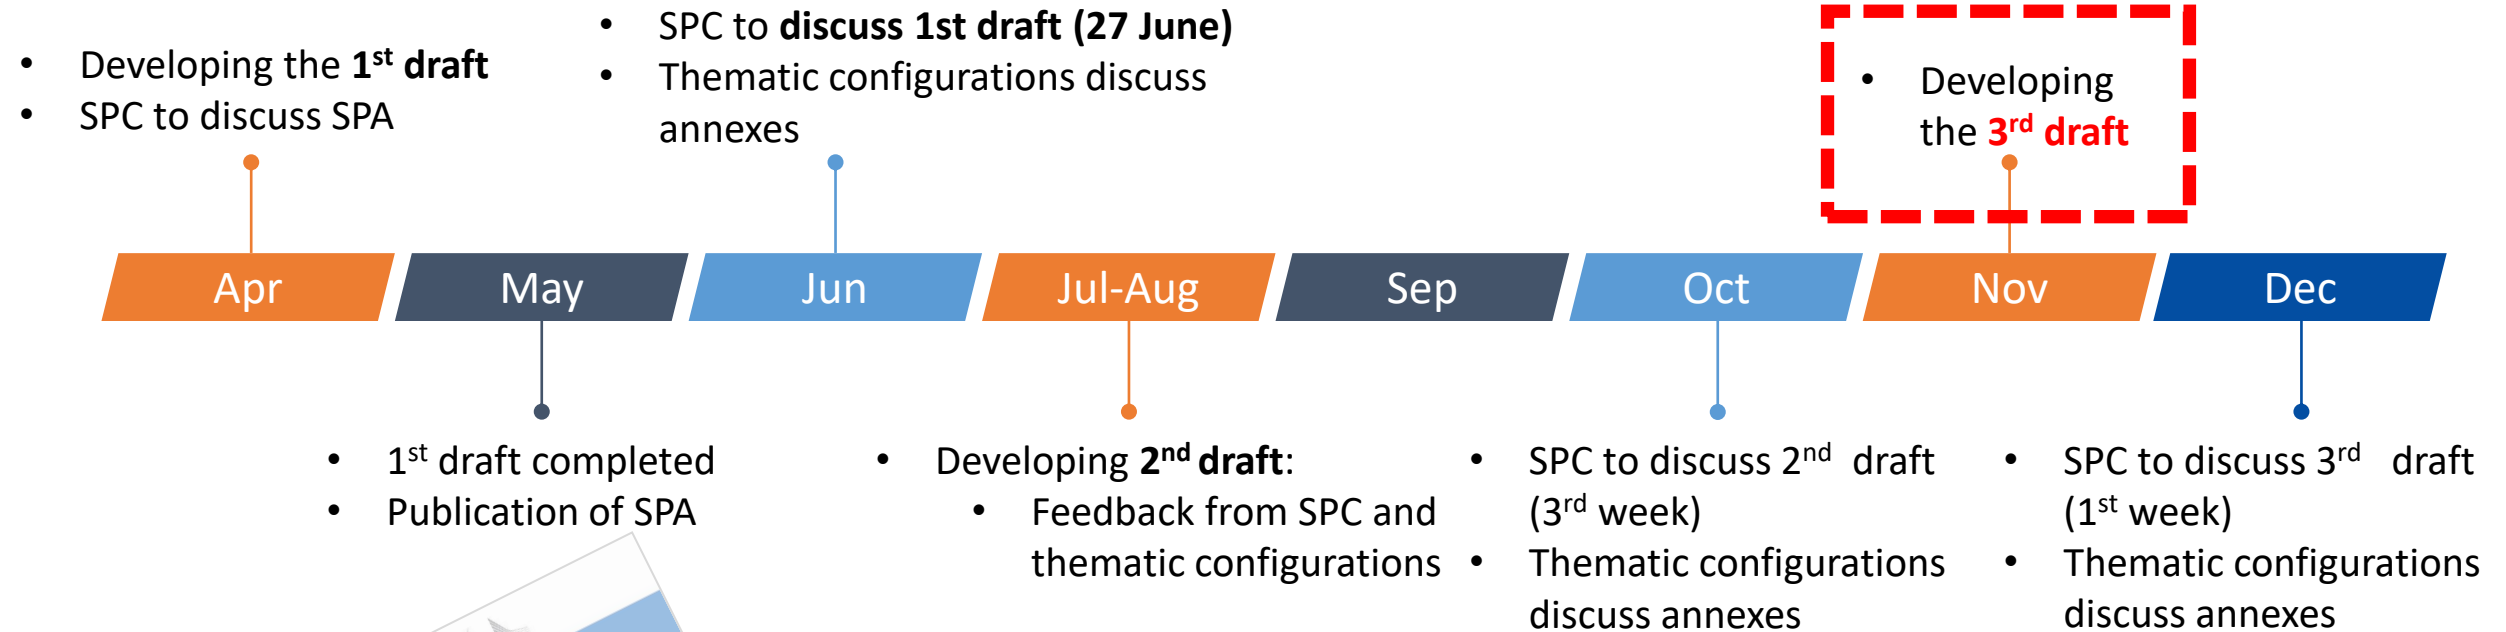 • Developing the 1st draft
• SPC to discuss SPA
• SPC to discuss 1st draft (27 June)
• Thematic configurations discuss
annexes
• Developing
the 3rd draft
Apr
May
Jun
Jul-Aug
Sep
Oct
Nov
Dec
• 1st draft completed
• Publication of SPA
• Developing 2nd draft:
• Feedback from SPC and
thematic configurations
• SPC to discuss 2nd draft
(3rd week)
• Thematic configurations
discuss annexes
• SPC to discuss 3rd draft
(1st week)
• Thematic configurations
discuss annexes